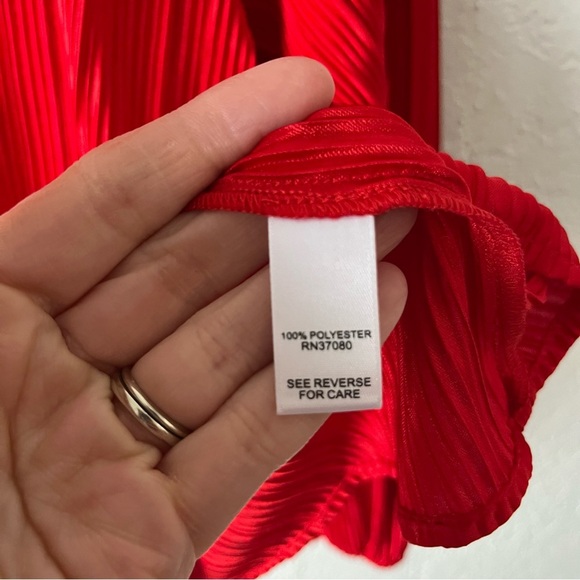 100% POLYESTER
RN37080
SEE REVERSE
FOR CARE